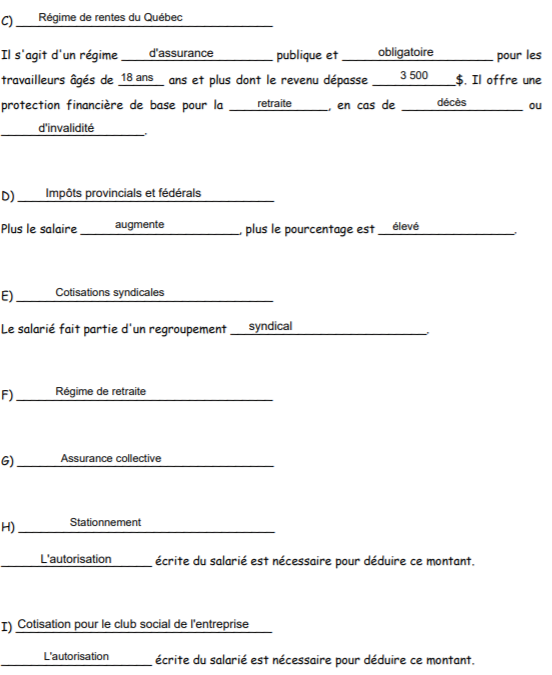 C) Régime de rentes du Québec
Il s'agit d'un régime d'assurance publique et obligatoire pour les
travailleurs âgés de 18 ans ans et plus dont le revenu dépasse 3 500 $. Il offre une
protection financière de base pour la retraite, en cas de décès ou
d'invalidité.
D) Impôts provincials et fédérals
Plus le salaire augmente, plus le pourcentage est élevé.
E) Cotisations syndicales
Le salarié fait partie d'un regroupement syndical.
F) Régime de retraite
G) Assurance collective
H) Stationnement
L'autorisation écrite du salarié est nécessaire pour déduire ce montant.
I) Cotisation pour le club social de l'entreprise
L'autorisation écrite du salarié est nécessaire pour déduire ce montant.